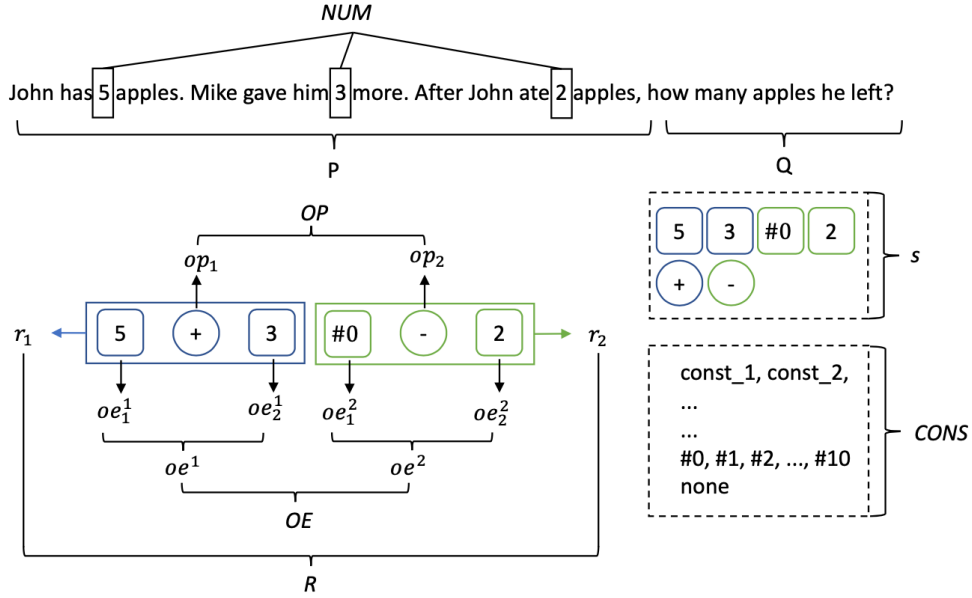 NUM
John has 5 apples. Mike gave him 3 more. After John ate 2 apples, how many apples he left?
P
Q
OP
op₁ op₂
5 3 #0 2
+ -
s
r₁ 5 + 3 #0 - 2 r₂
oe₁¹ oe₂¹ oe₁² oe₂²
oe¹ oe²
OE
R
const_1, const_2,
...
...
#0, #1, #2, ..., #10
none
CONS